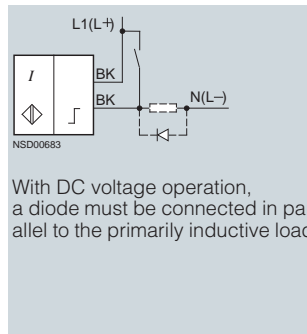 L1(L+)
I
BK
BK
N(L–)
NSD00683
With DC voltage operation,
a diode must be connected in pa
allel to the primarily inductive load